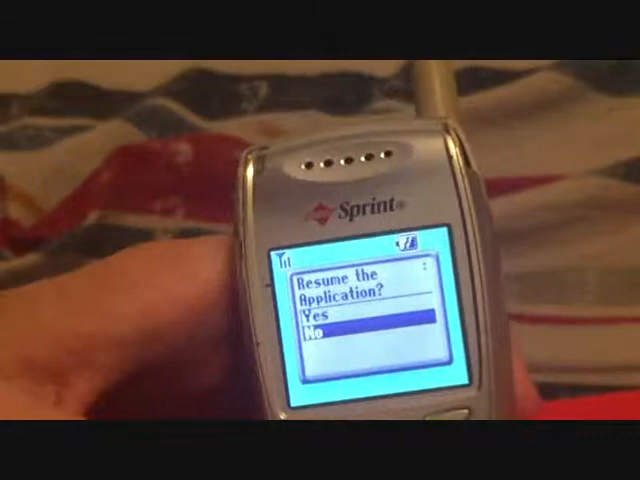 Sprint
Resume the
Application?
Yes
No